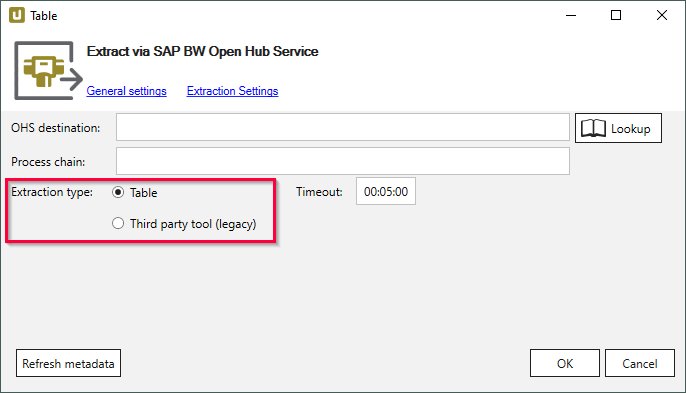 Table
Extract via SAP BW Open Hub Service
General settings Extraction Settings
OHS destination: Lookup
Process chain:
Extraction type: Table Timeout: 00:05:00
Third party tool (legacy)
Refresh metadata OK Cancel